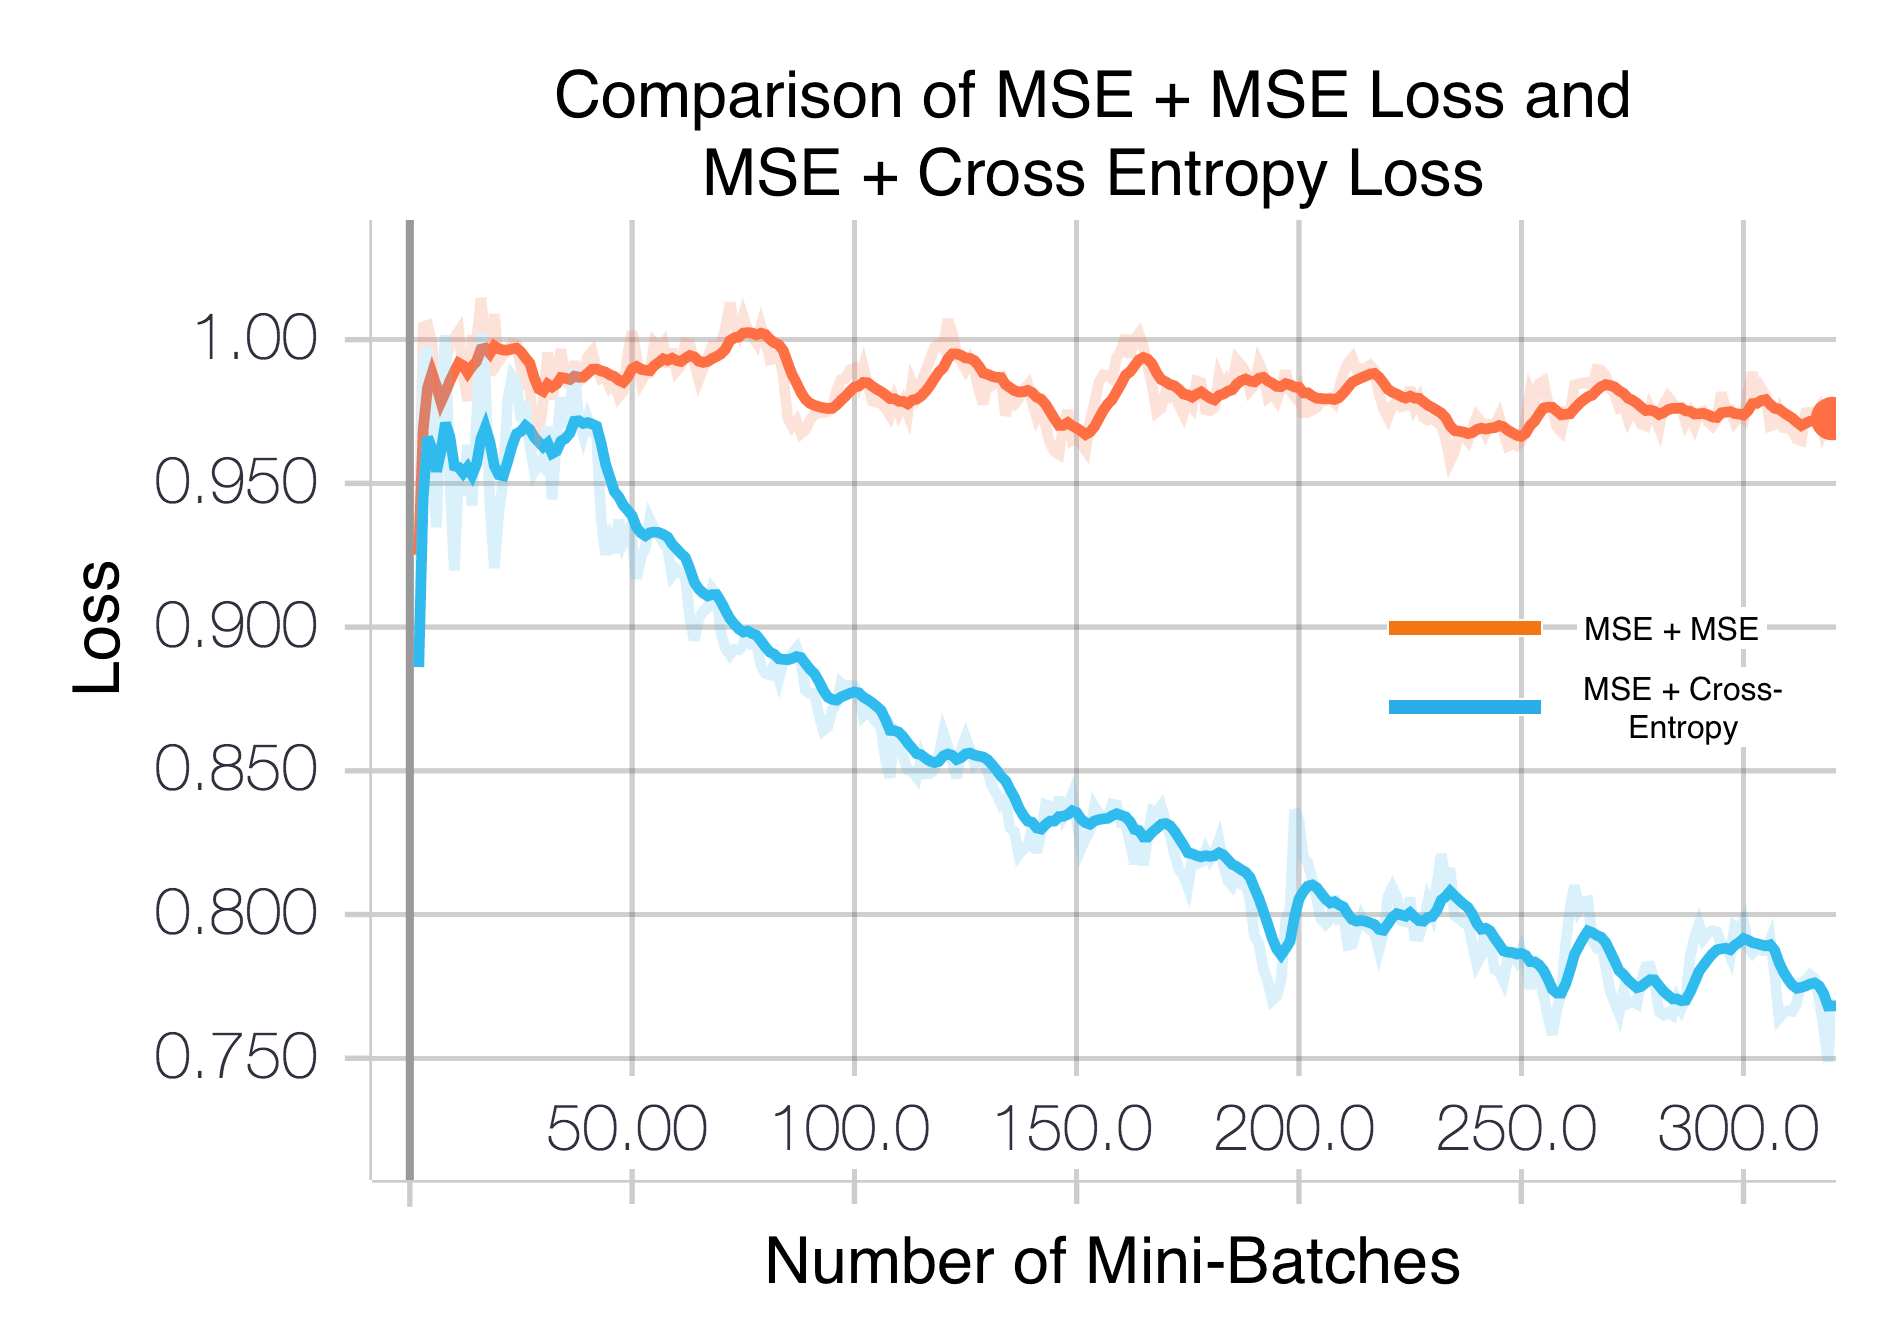 Comparison of MSE + MSE Loss and
MSE + Cross Entropy Loss
Loss
1.00
0.950
0.900
0.850
0.800
0.750
MSE + MSE
MSE + Cross-
Entropy
50.00 100.0 150.0 200.0 250.0 300.0
Number of Mini-Batches